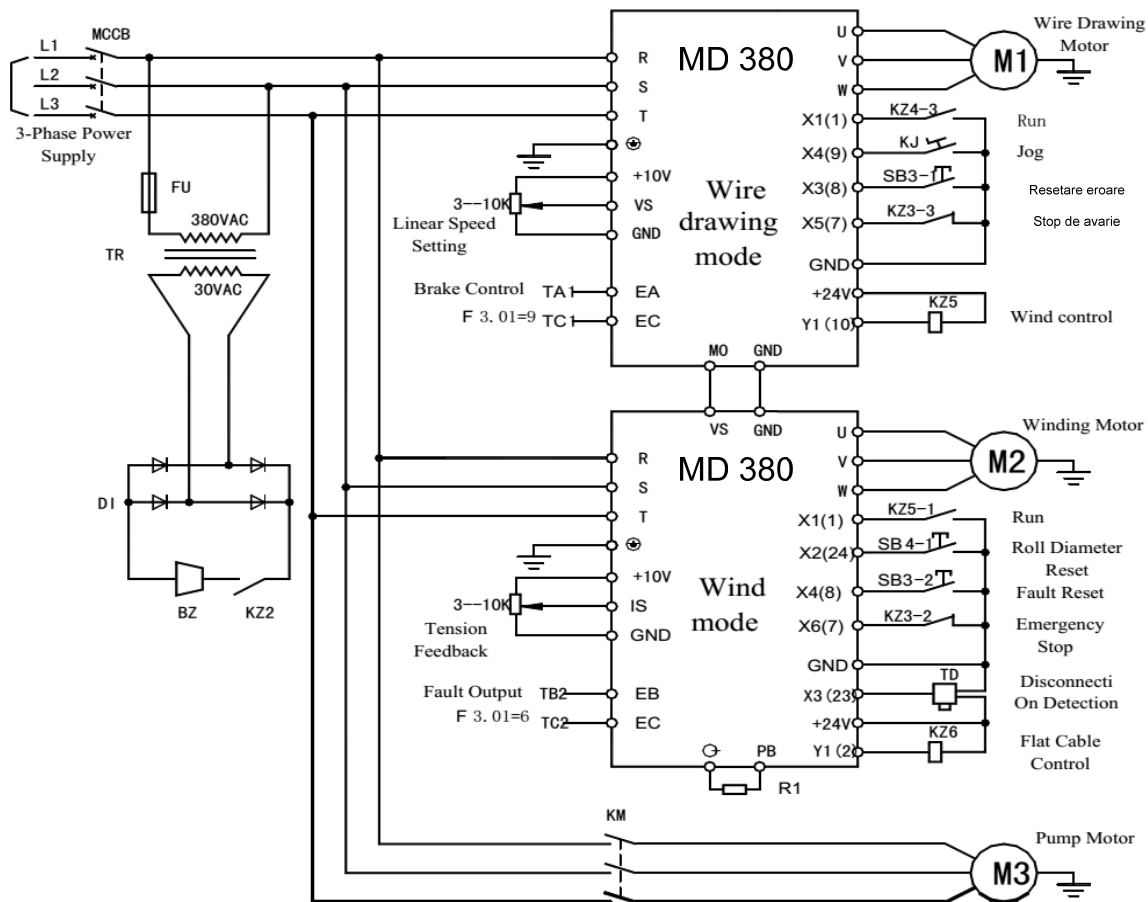 L1
MCCB
L2
L3
3-Phase Power
Supply
FU
380VAC
TR
30VAC
DI
BZ
KZ2
MD 380
R
S
T
+10V
VS
GND
3--10K
Linear Speed
Setting
Wire
drawing
mode
Brake Control
TA1
EA
F 3. 01=9
TC1
EC
MO
GND
U
V
W
M1
Wire Drawing
Motor
X1(1)
KZ4-3
Run
X4(9)
KJ
Jog
X3(8)
SB3-1
Resetare eroare
X5(7)
KZ3-3
Stop de avarie
GND
+24V
KZ5
Y1(10)
Wind control
VS
GND
MD 380
R
S
T
+10V
IS
GND
3--10K
Tension
Feedback
Wind
mode
Fault Output
TB2
EB
F 3. 01=6
TC2
EC
PB
R1
U
V
W
M2
Winding Motor
X1(1)
KZ5-1
Run
X2(24)
SB4-1
Roll Diameter
Reset
X4(8)
SB3-2
Fault Reset
X6(7)
KZ3-2
Emergency
Stop
GND
TD
X3(23)
Disconnecti
On Detection
+24V
KZ6
Y1(2)
Flat Cable
Control
KM
M3
Pump Motor